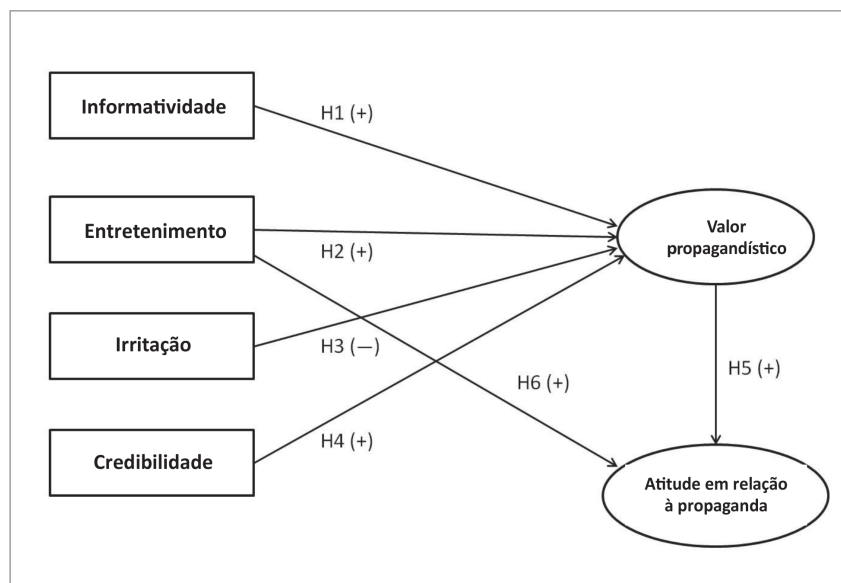 Informatividade
H1 (+)
Entretenimento
H2 (+)
Valor
propagandístico
Irritação
H3 (—)
H6 (+)
H5 (+)
Credibilidade
H4 (+)
Atitude em relação
à propaganda